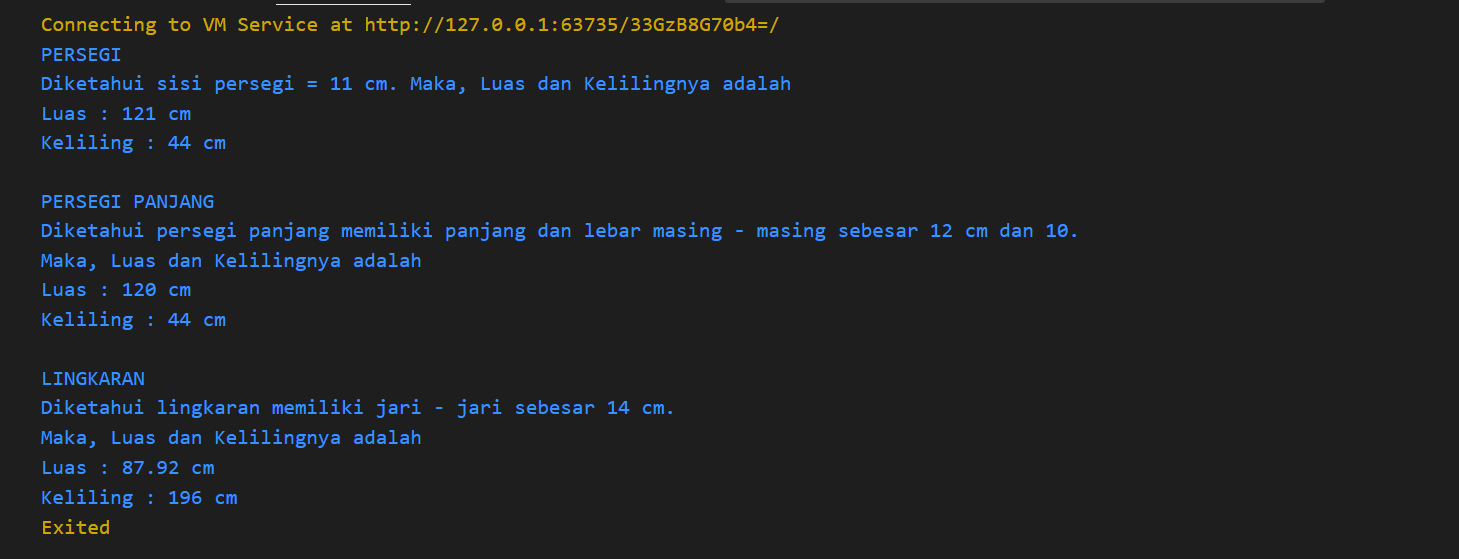 Connecting to VM Service at http://127.0.0.1:63735/33GzB8G70b4=/
PERSEGI
Diketahui sisi persegi = 11 cm. Maka, Luas dan Kelilingnya adalah
Luas : 121 cm
Keliling : 44 cm
PERSEGI PANJANG
Diketahui persegi panjang memiliki panjang dan lebar masing - masing sebesar 12 cm dan 10.
Maka, Luas dan Kelilingnya adalah
Luas : 120 cm
Keliling : 44 cm
LINGKARAN
Diketahui lingkaran memiliki jari - jari sebesar 14 cm.
Maka, Luas dan Kelilingnya adalah
Luas : 87.92 cm
Keliling : 196 cm
Exited